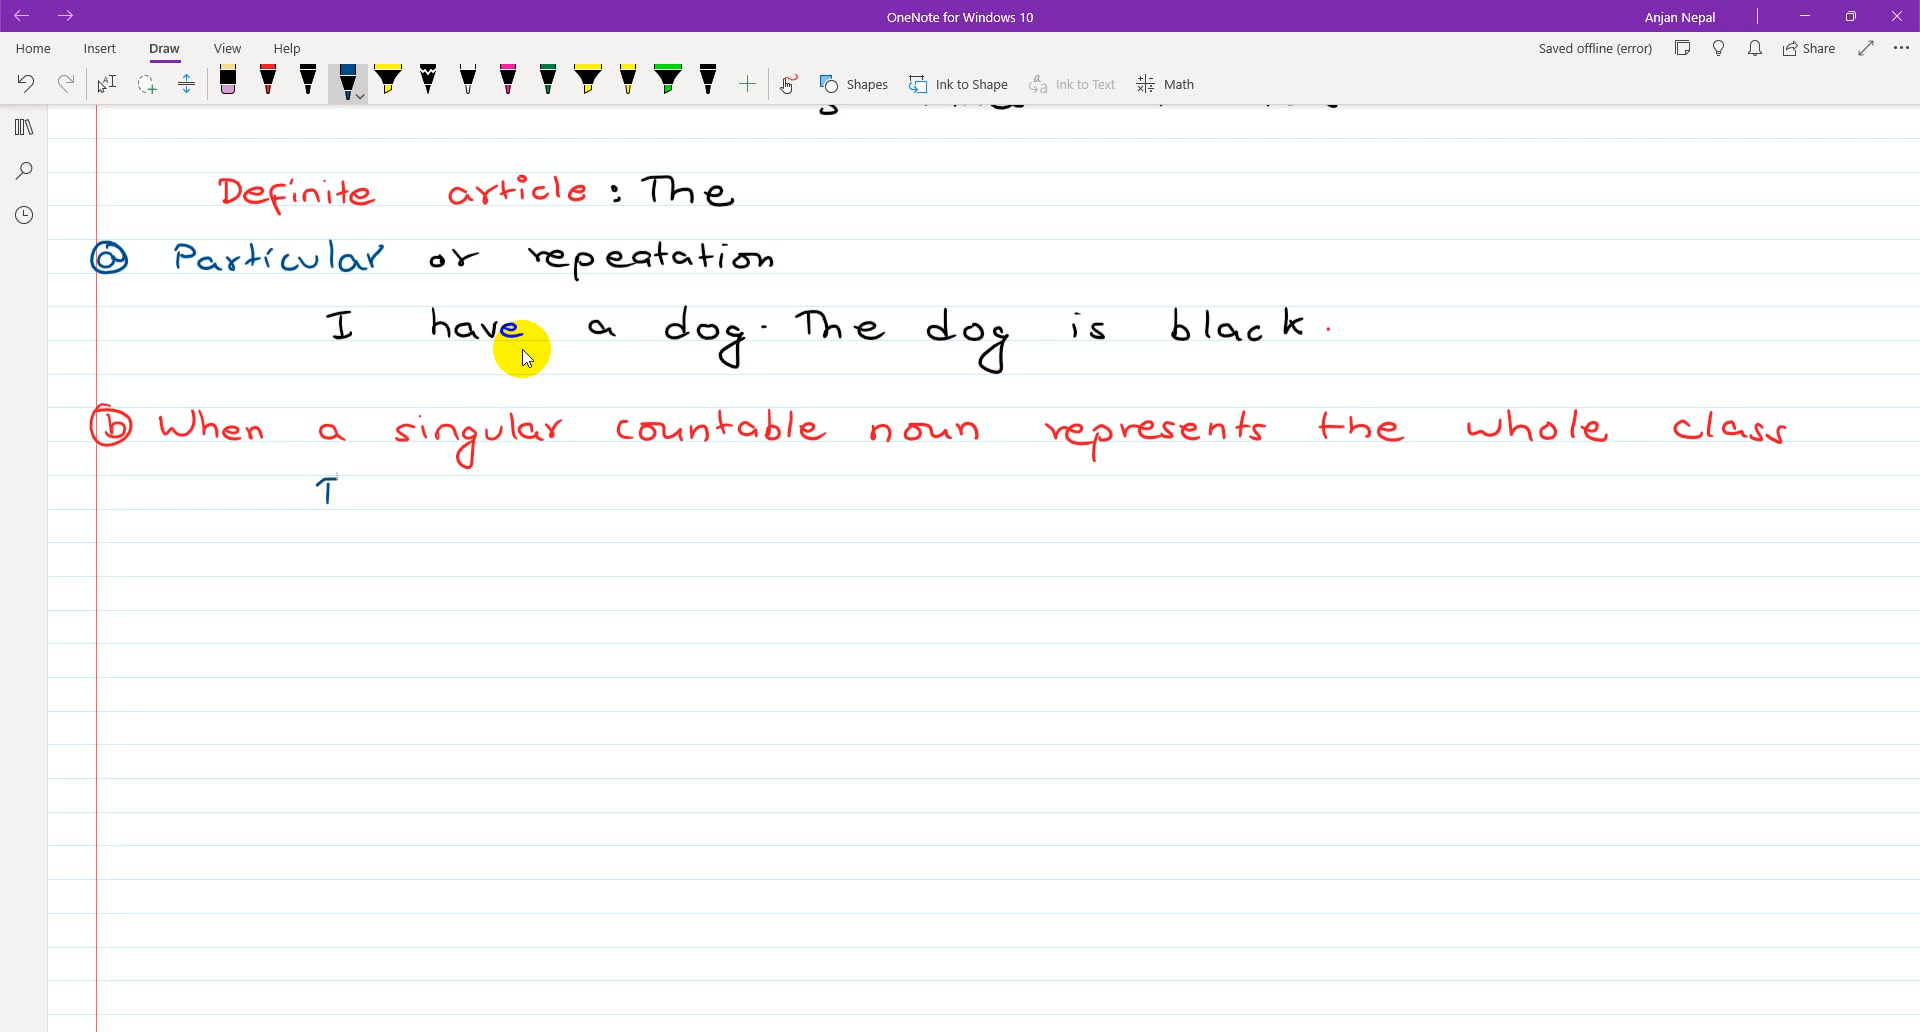 OneNote for Windows 10
Anjan Nepal
Home Insert Draw View Help
Saved offline (error) Share
Shapes Ink to Shape Ink to Text Math
Definite article : The
a Particular or repeatation
I have a dog. The dog is black.
b When a singular countable noun represents the whole class
T